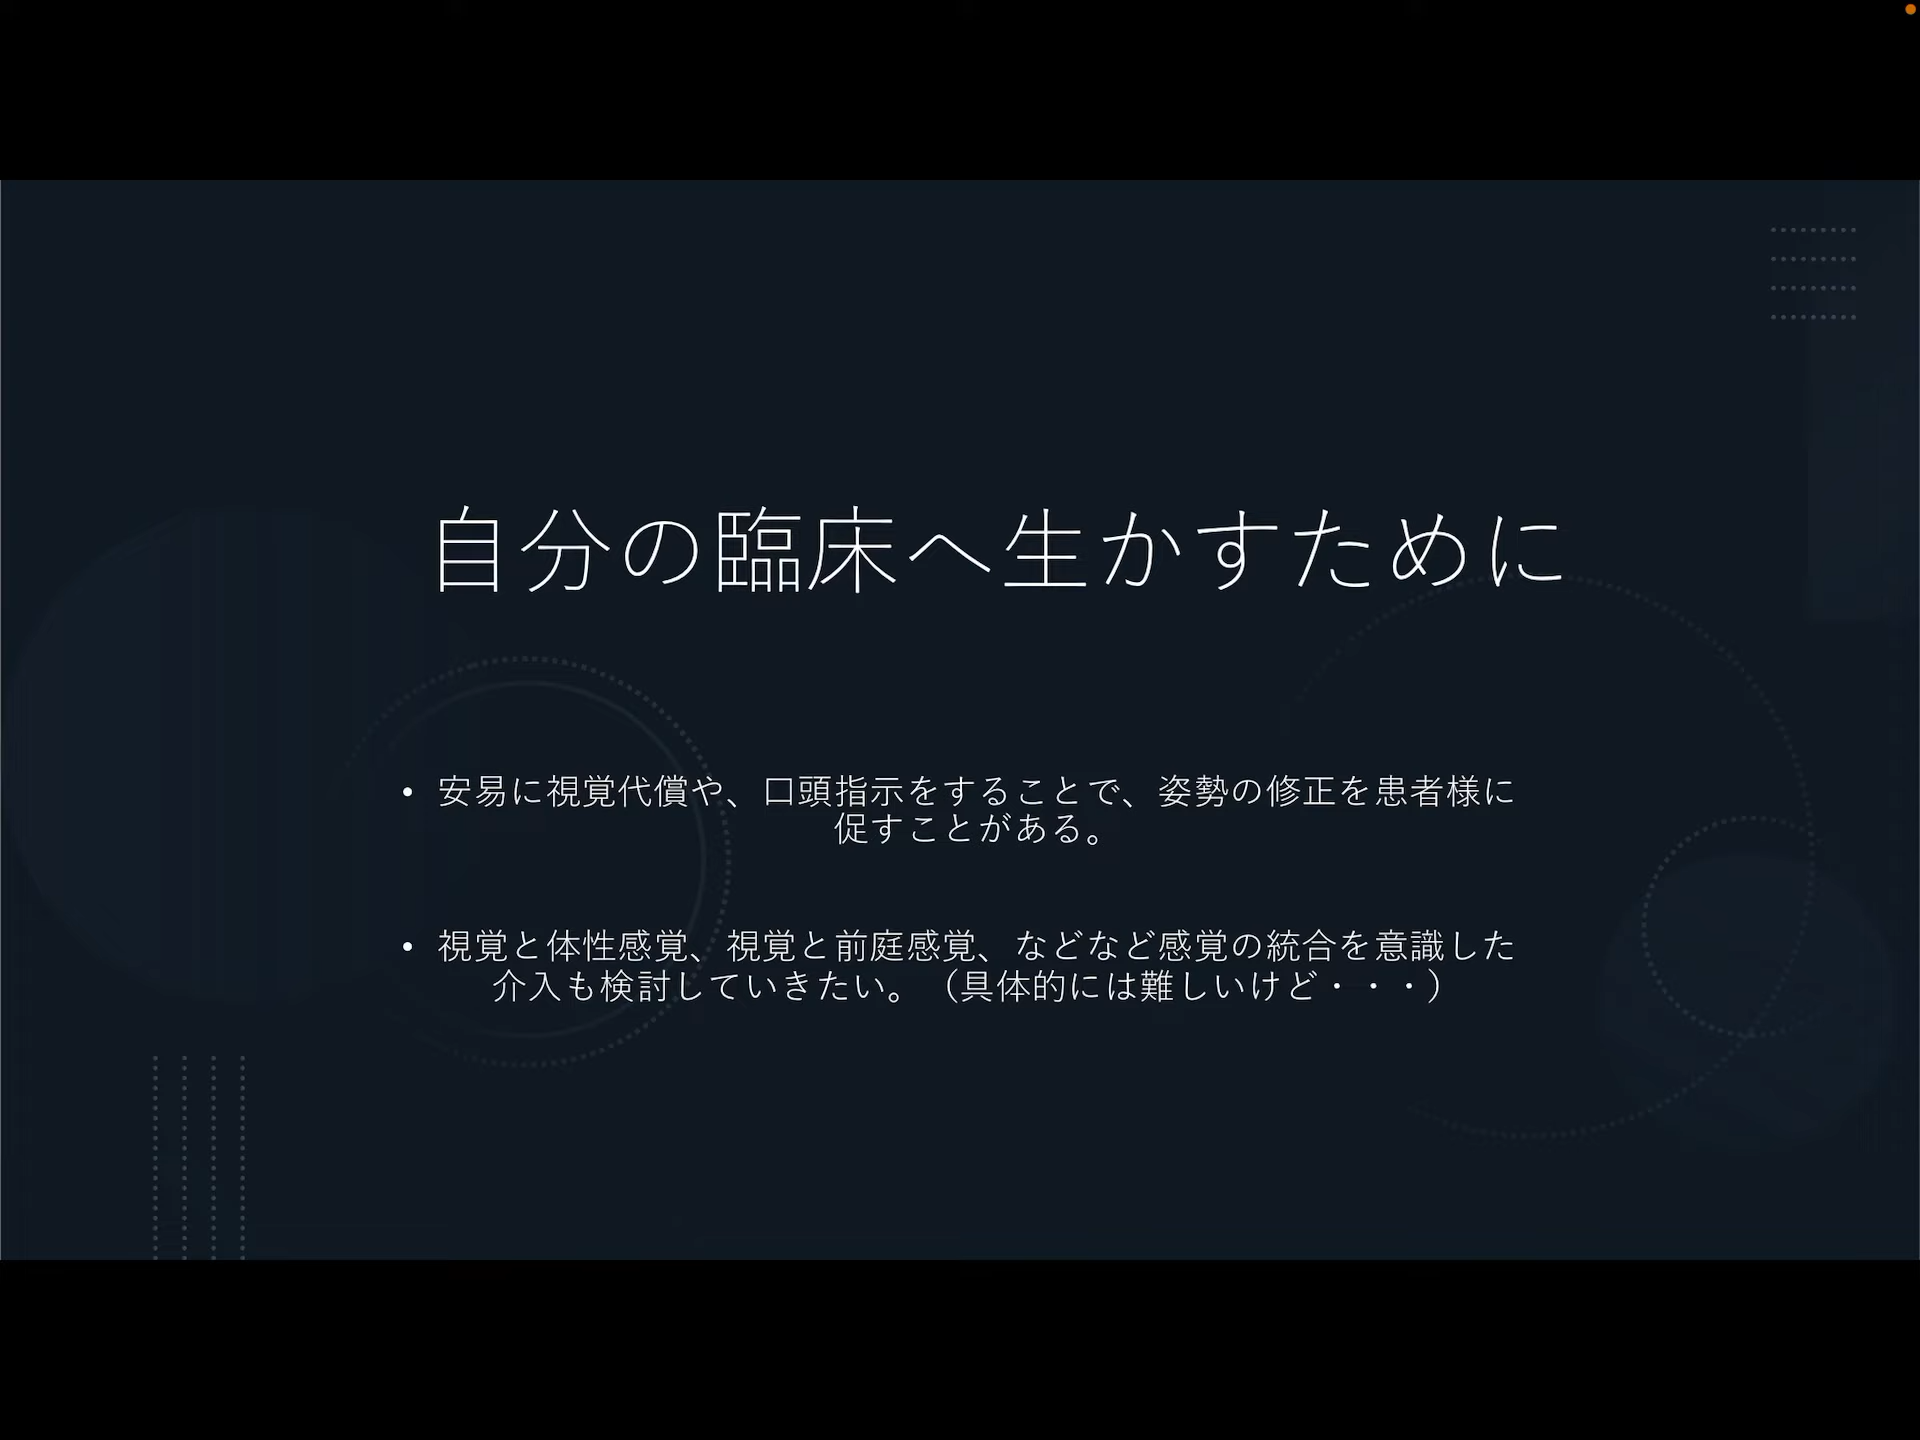 自分の臨床へ生かすために
• 安易に視覚代償や、口頭指示をすることで、姿勢の修正を患者様に
促すことがある。
• 視覚と体性感覚、視覚と前庭感覚、などなど感覚の統合を意識した
介入も検討していきたい。（具体的には難しいけど・・・）